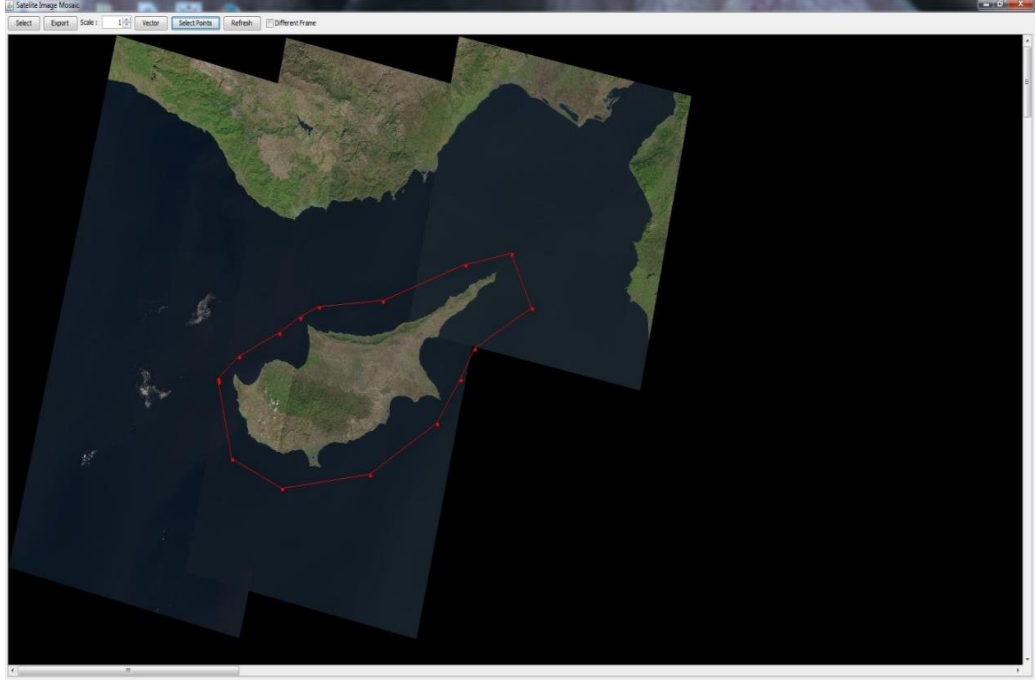 Satelite Image Mosaic
Select Export Scale : 1 Vector Select Points Refresh Different Frame